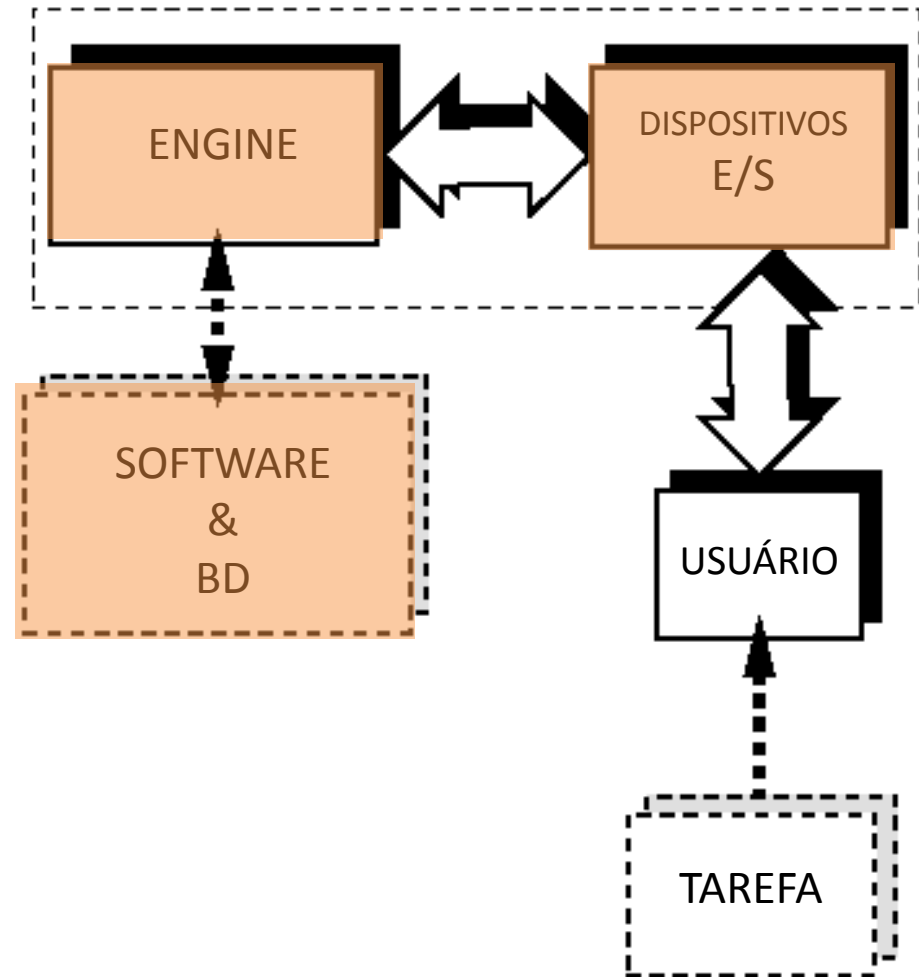 ENGINE
DISPOSITIVOS
E/S
SOFTWARE
&
BD
USUÁRIO
TAREFA